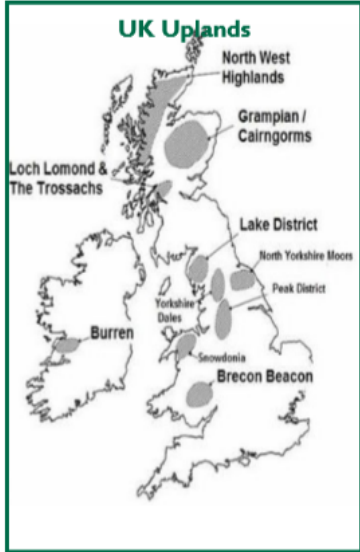 UK Uplands
North West
Highlands
Grampian /
Cairngorms
Loch Lomond &
The Trossachs
Lake District
North Yorkshire Moors
Yorkshire
Dales
Peak District
Burren
Snowdonia
Brecon Beacon